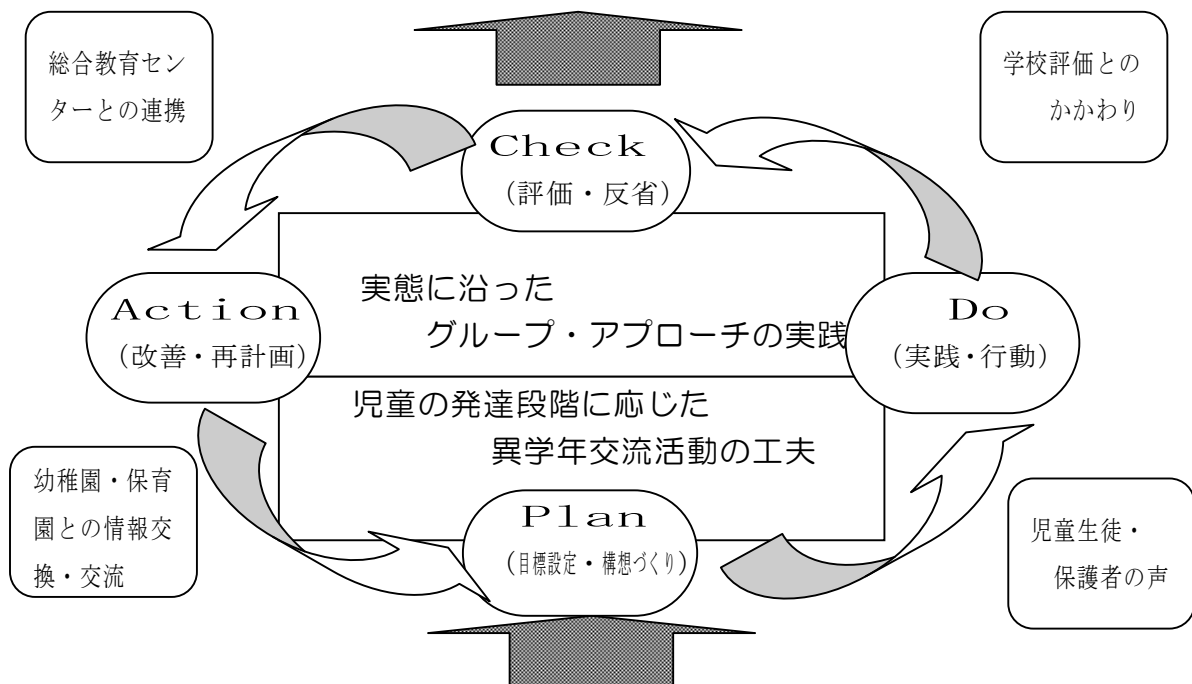 総合教育セン
ターとの連携
学校評価との
かかわり
Check
(評価・反省)
Action
(改善・再計画)
実態に沿った
グループ・アプローチの実践
Do
(実践・行動)
児童の発達段階に応じた
異学年交流活動の工夫
幼稚園・保育
園との情報交
換・交流
Plan
(目標設定・構想づくり)
児童生徒・
保護者の声